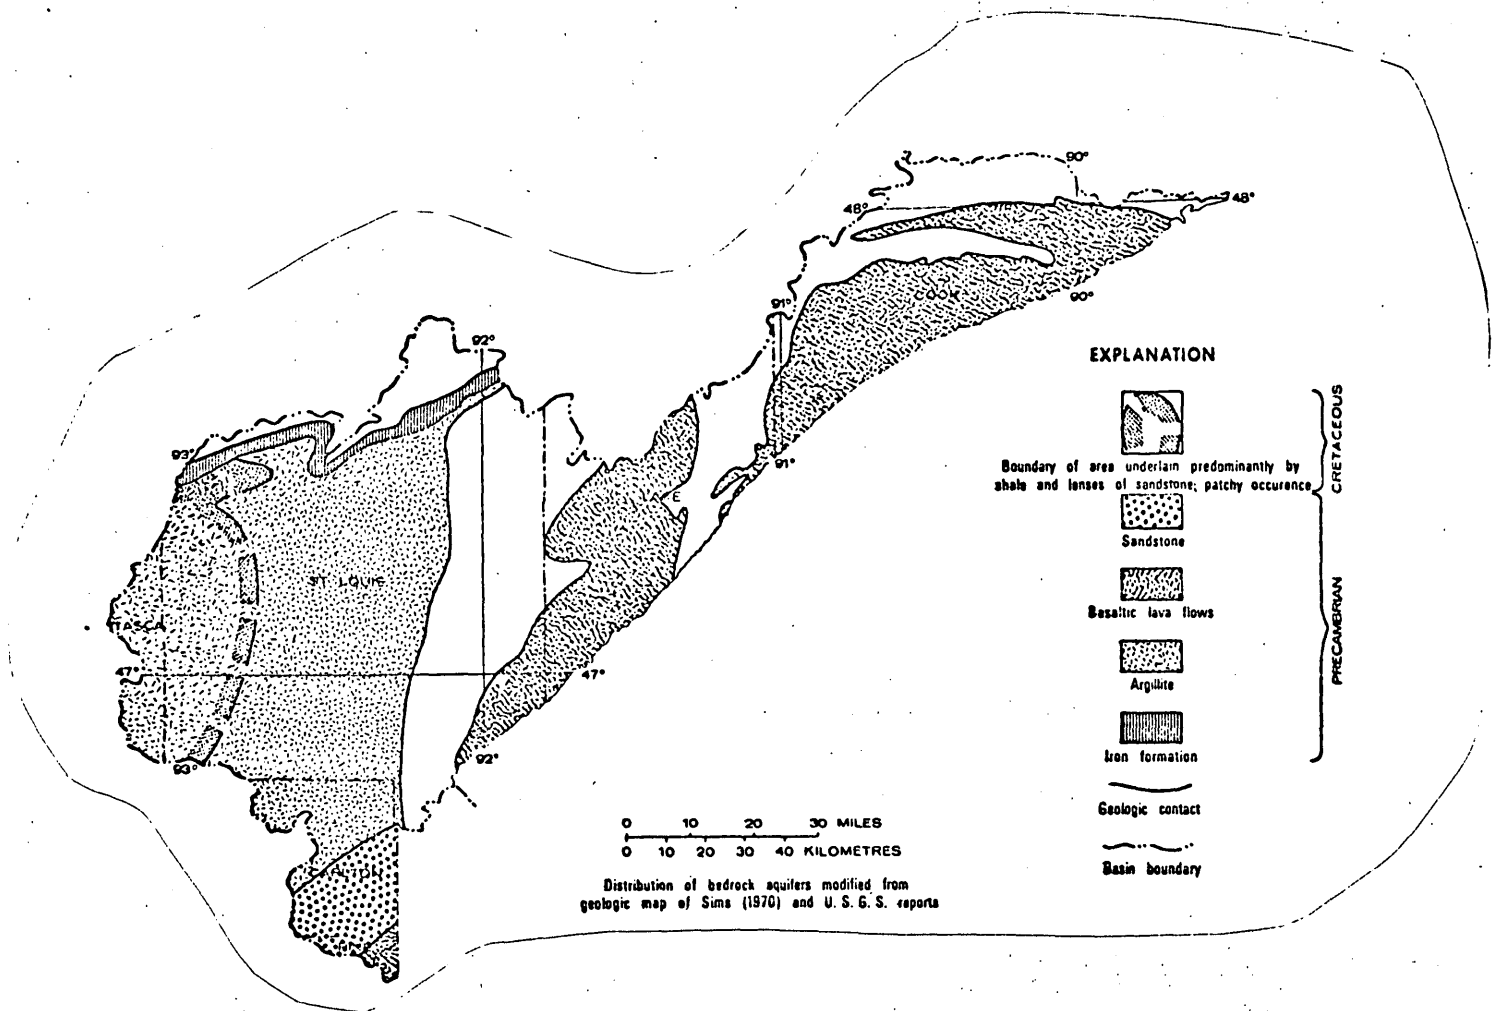 90°
48°
48°
COOK
90°
91°
92°
EXPLANATION
CRETACEOUS
93°
91°
Boundary of area underlain predominantly by
shale and lenses of sandstone; patchy occurence
Sandstone
ST LOUIS
Basaltic lava flows
PRECAMBRIAN
ITASCA
47°
47°
Argillite
92°
93°
Iron formation
Geologic contact
0 10 20 30 MILES
0 10 20 30 40 KILOMETRES
CARLTON
Basin boundary
Distribution of bedrock aquifers modified from
geologic map of Sims (1970) and U. S. G. S. reports